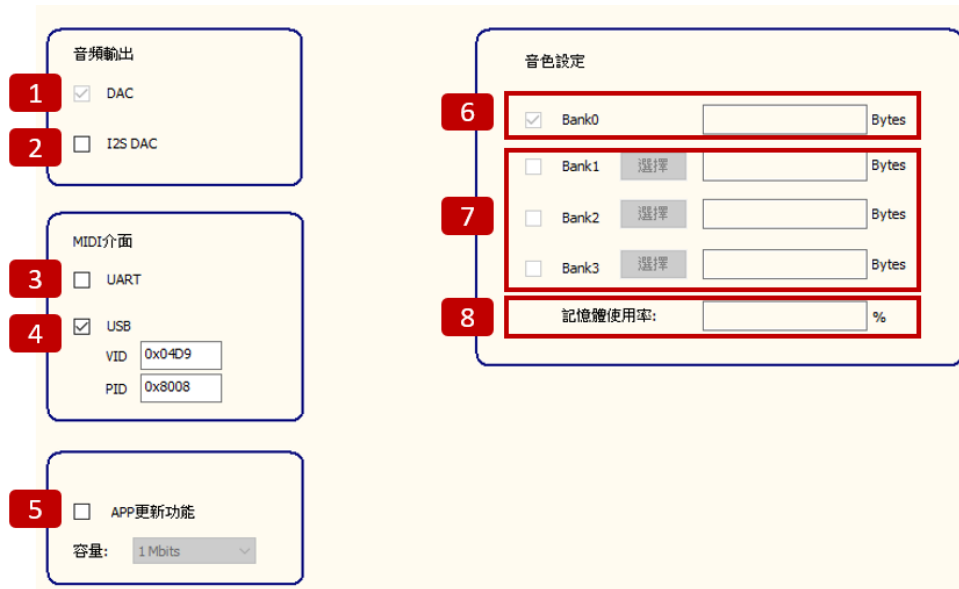 音頻輸出
1 DAC
2 I2S DAC
MIDI介面
3 UART
4 USB
VID 0x04D9
PID 0x8008
5 APP更新功能
容量: 1 Mbits
音色設定
6 Bank0 Bytes
Bank1 選擇 Bytes
7 Bank2 選擇 Bytes
Bank3 選擇 Bytes
8 記憶體使用率: %